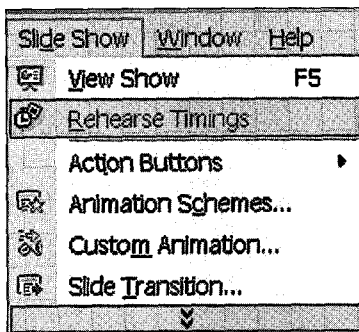 Slide Show Window Help
View Show F5
Rehearse Timings
Action Buttons
Animation Schemes...
Custom Animation...
Slide Transition...